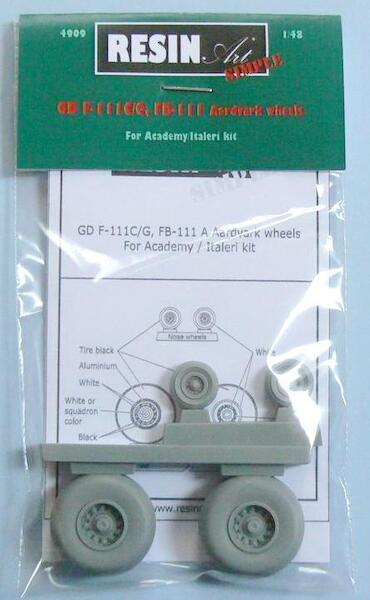 4909
RESIN Art
SIMPLE
1/48
GD F-111C/G, FB-111 Aardvark wheels
For Academy/Italeri kit
GD F-111C/G, FB-111 A Aardvark wheels
For Academy / Italeri kit
Nose wheels
Tire black
Aluminium
White
White or
squadron
color
Black
White
www.resin